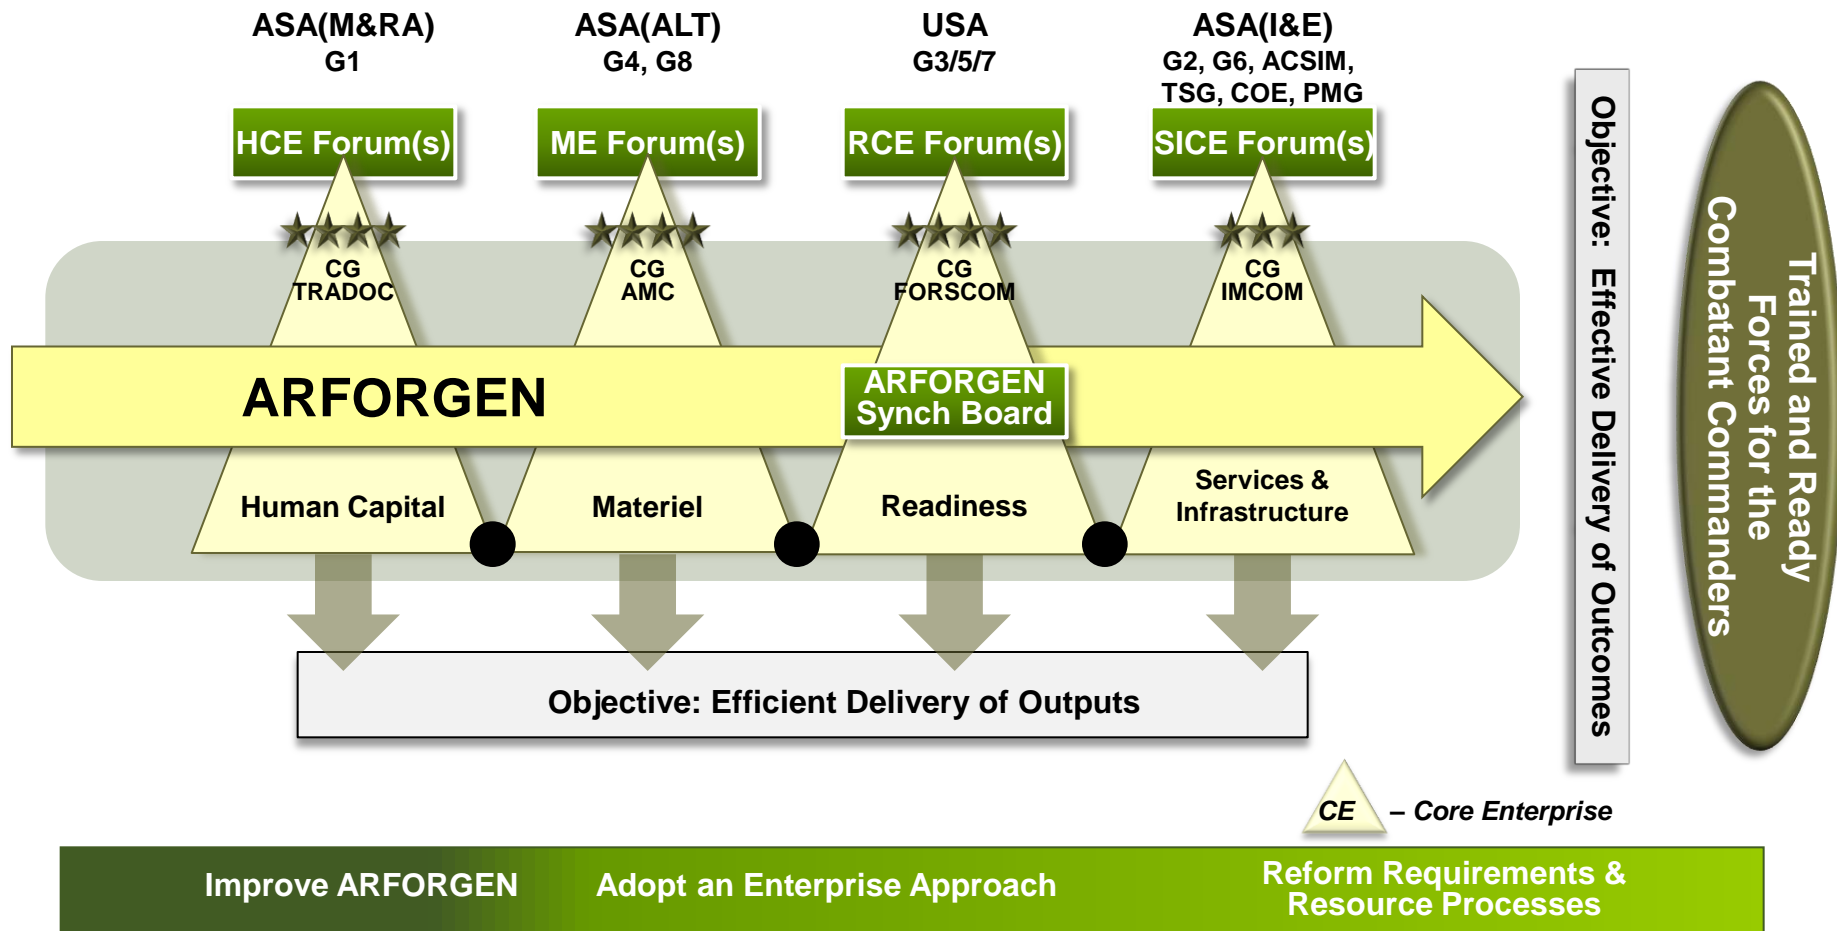 ASA(M&RA)
G1
ASA(ALT)
G4, G8
USA
G3/5/7
ASA(I&E)
G2, G6, ACSIM,
TSG, COE, PMG
HCE Forum(s)
ME Forum(s)
RCE Forum(s)
SICE Forum(s)
CG
TRADOC
CG
AMC
CG
FORSCOM
CG
IMCOM
ARFORGEN
ARFORGEN
Synch Board
Human Capital
Materiel
Readiness
Services &
Infrastructure
Objective: Efficient Delivery of Outputs
Objective: Effective Delivery of Outcomes
Trained and Ready
Forces for the
Combatant Commanders
CE – Core Enterprise
Improve ARFORGEN
Adopt an Enterprise Approach
Reform Requirements &
Resource Processes